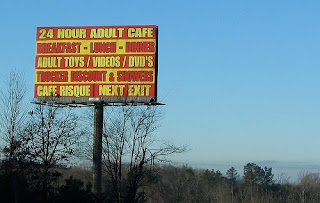 24 HOUR ADULT CAFE
BREAKFAST - LUNCH - DINNER
ADULT TOYS / VIDEOS / DVD'S
TRUCKER DISCOUNT & SHOWERS
CAFE RISQUE NEXT EXIT